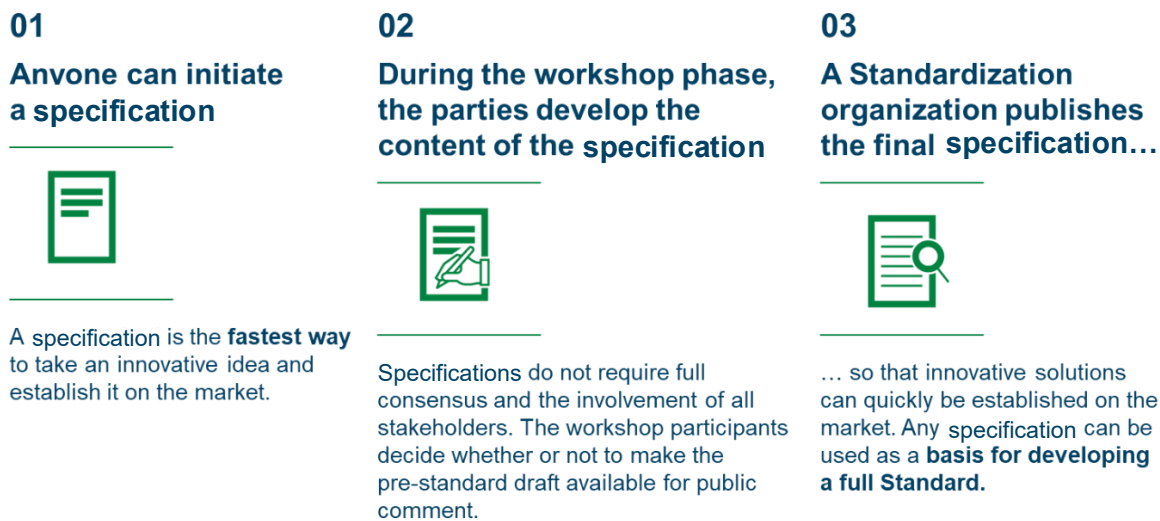 01
Anyone can initiate
a specification
A specification is the fastest way
to take an innovative idea and
establish it on the market.
02
During the workshop phase,
the parties develop the
content of the specification
Specifications do not require full
consensus and the involvement of all
stakeholders. The workshop participants
decide whether or not to make the
pre-standard draft available for public
comment.
03
A Standardization
organization publishes
the final specification…
… so that innovative solutions
can quickly be established on the
market. Any specification can be
used as a basis for developing
a full Standard.